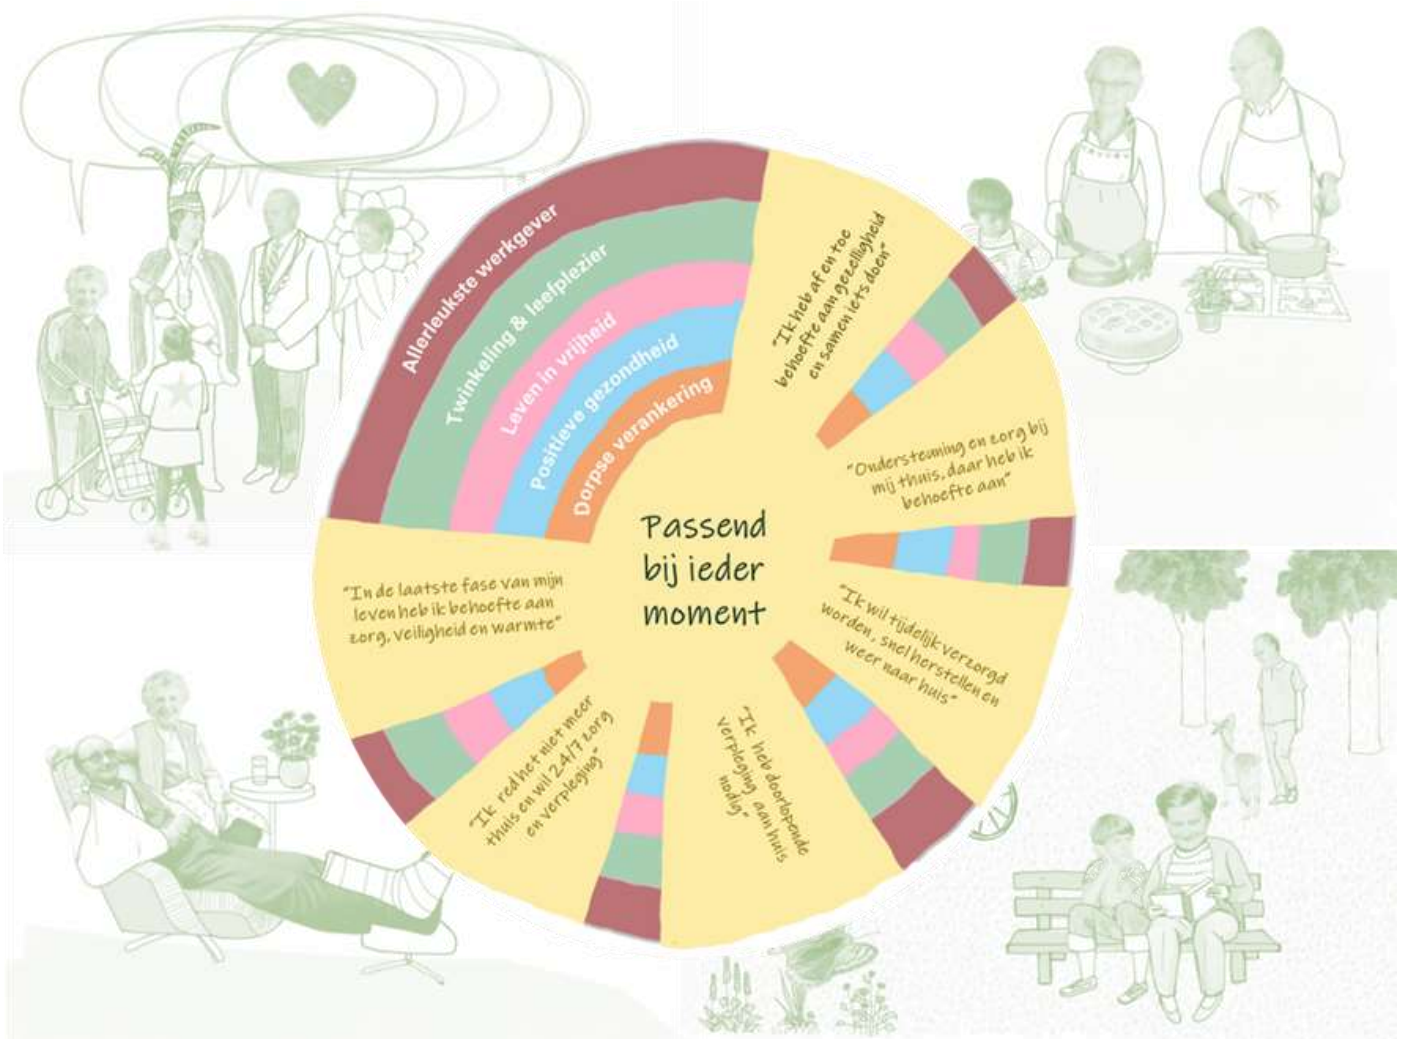 Allerleukste werkgever
Twinkeling & leefplezier
Leven in vrijheid
Positieve gezondheid
Dorpse verankering
Passend
bij ieder
moment
"Ik heb af en toe
behoefte aan gezelligheid
en samen iets doen"
"Ondersteuning en zorg bij
mij thuis, daar heb ik
behoefte aan"
"Ik wil tijdelijk verzorgd
worden, snel herstellen en
weer naar huis"
"Ik heb doorlopende
verpleging aan huis
nodig"
"Ik red het niet meer
thuis en wil 24/7 zorg
en verpleging"
"In de laatste fase van mijn
leven heb ik behoefte aan
zorg, veiligheid en warmte"